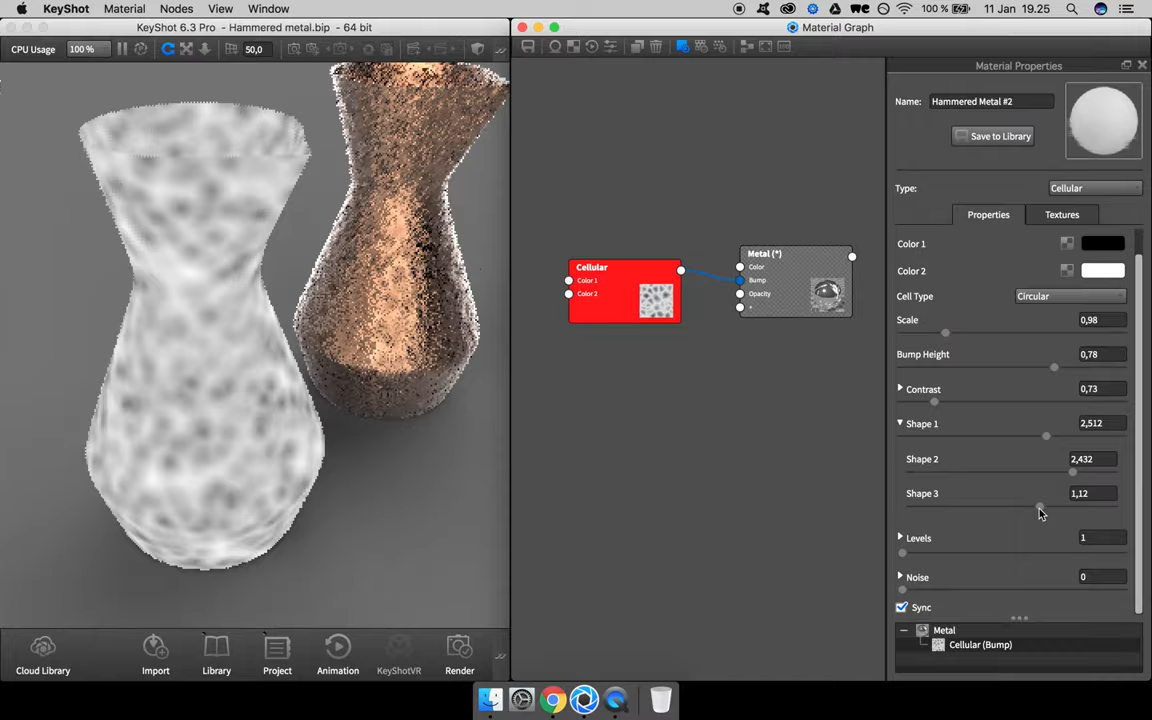 KeyShot Material Nodes View Window 100 % 11 Jan 19.25
KeyShot 6.3 Pro - Hammered metal.bip - 64 bit
Material Graph
CPU Usage 100 % 50,0
Material Properties
Name: Hammered Metal #2
Save to Library
Type: Cellular
Properties Textures
Color 1
Color 2
Cell Type Circular
Scale 0,98
Bump Height 0,78
Contrast 0,73
Shape 1 2,512
Shape 2 2,432
Shape 3 1,12
Levels 1
Noise 0
Sync
Metal
Cellular (Bump)
Cellular
Color 1
Color 2
Metal (*)
Color
Bump
Opacity
+
Cloud Library Import Library Project Animation KeyShotVR Render